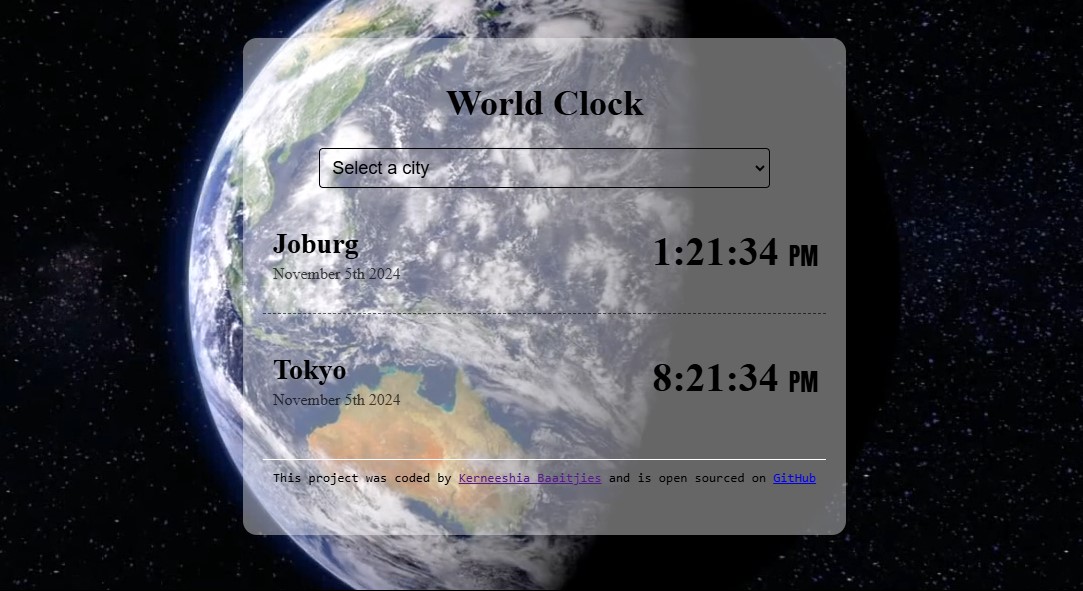 World Clock
Select a city
Joburg
1:21:34 PM
November 5th 2024
Tokyo
8:21:34 PM
November 5th 2024
This project was coded by Kerneeshia Baaitjies and is open sourced on GitHub